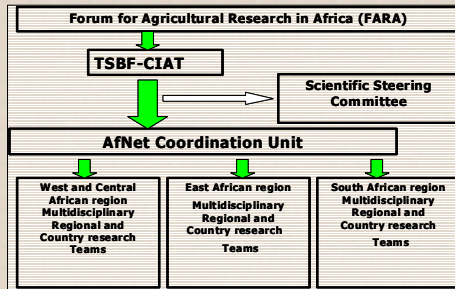 Forum for Agricultural Research in Africa (FARA)
TSBF-CIAT
Scientific Steering
Committee
AfNet Coordination Unit
West and Central
African region
Multidisciplinary
Regional and
Country research
Teams
East African region
Multidisciplinary
Regional and
Country research
Teams
South African region
Multidisciplinary
Regional and
Country research
Teams